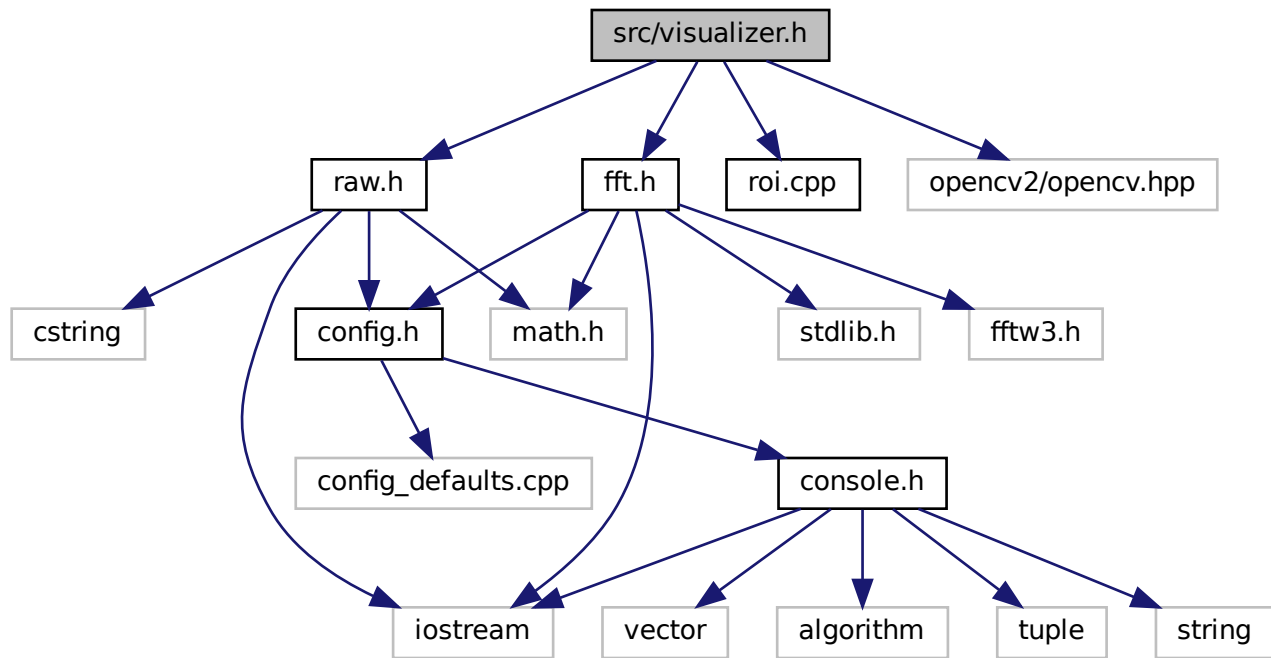 src/visualizer.h
raw.h
fft.h
roi.cpp
opencv2/opencv.hpp
cstring
config.h
math.h
stdlib.h
fftw3.h
config_defaults.cpp
console.h
iostream
vector
algorithm
tuple
string